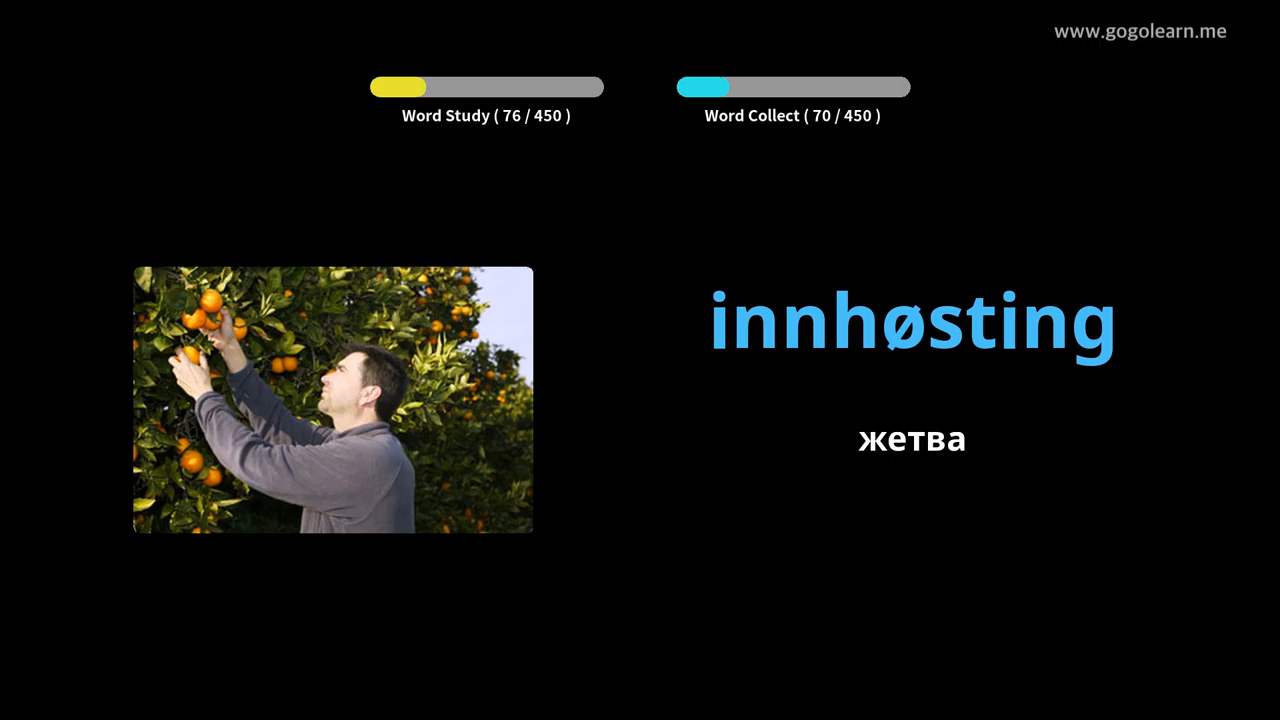 www.gogolearn.me
Word Study ( 76 / 450 )
Word Collect ( 70 / 450 )
innhøsting
жетва